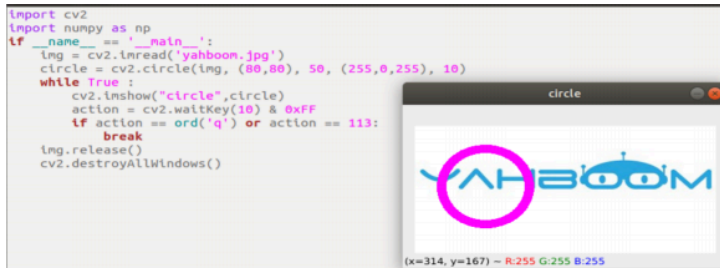 import cv2
import numpy as np
if __name__ == '__main__':
    img = cv2.imread('yahboom.jpg')
    circle = cv2.circle(img, (80,80), 50, (255,0,255), 10)
    while True :
        cv2.imshow("circle",circle)
        action = cv2.waitKey(10) & 0xFF
        if action == ord('q') or action == 113:
            break
    img.release()
    cv2.destroyAllWindows()
circle
YAHBOOM
(x=314, y=167) ~ R:255 G:255 B:255